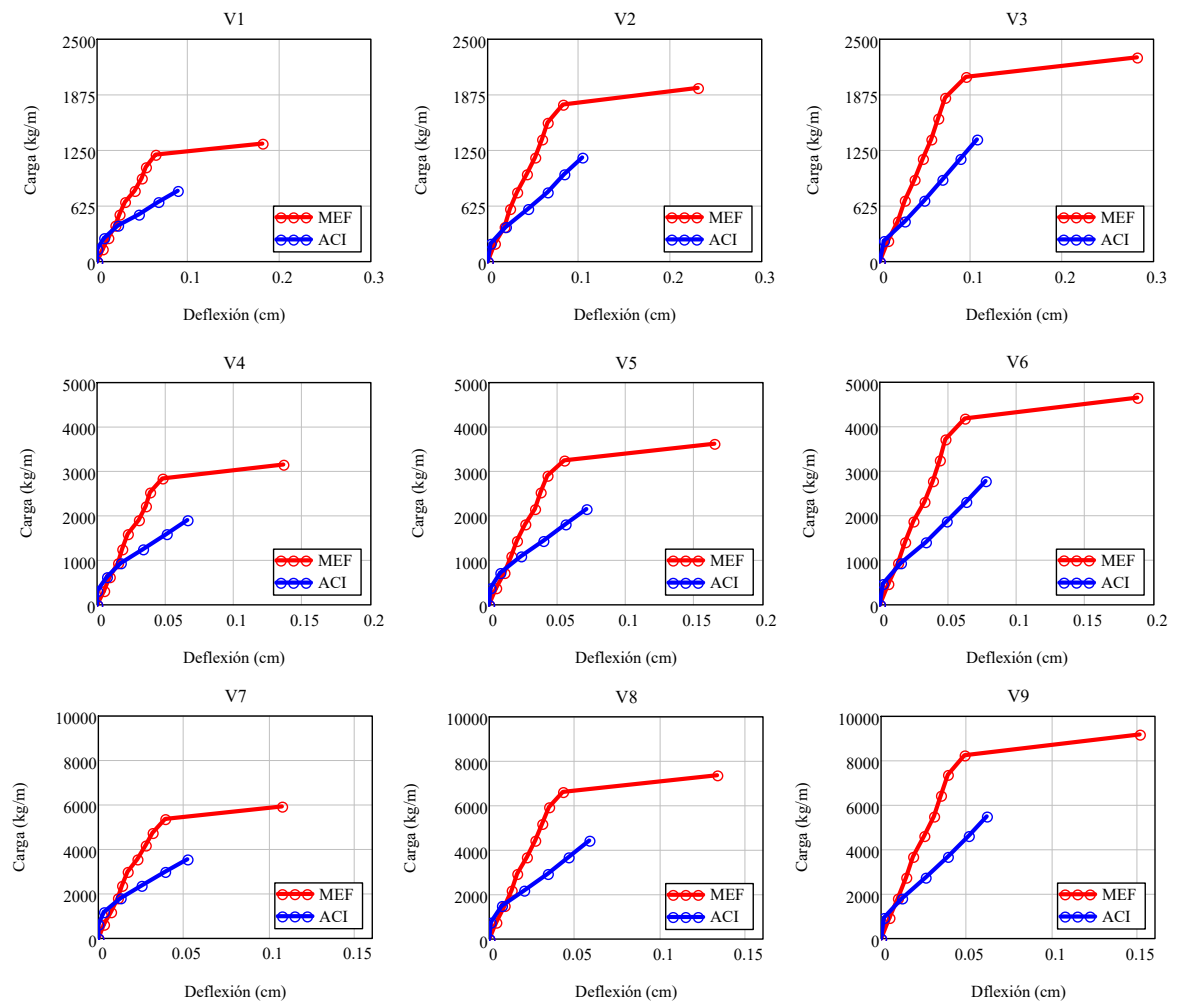 V1
2500
1875
1250
625
0
Carga (kg/m)
MEF
ACI
0 0.1 0.2 0.3
Deflexión (cm)
V2
2500
1875
1250
625
0
Carga (kg/m)
MEF
ACI
0 0.1 0.2 0.3
Deflexión (cm)
V3
2500
1875
1250
625
0
Carga (kg/m)
MEF
ACI
0 0.1 0.2 0.3
Deflexión (cm)
V4
5000
4000
3000
2000
1000
0
Carga (kg/m)
MEF
ACI
0 0.05 0.1 0.15 0.2
Deflexión (cm)
V5
5000
4000
3000
2000
1000
0
Carga (kg/m)
MEF
ACI
0 0.05 0.1 0.15 0.2
Deflexión (cm)
V6
5000
4000
3000
2000
1000
0
Carga (kg/m)
MEF
ACI
0 0.05 0.1 0.15 0.2
Deflexión (cm)
V7
10000
8000
6000
4000
2000
0
Carga (kg/m)
MEF
ACI
0 0.05 0.1 0.15
Deflexión (cm)
V8
10000
8000
6000
4000
2000
0
Carga (kg/m)
MEF
ACI
0 0.05 0.1 0.15
Deflexión (cm)
V9
10000
8000
6000
4000
2000
0
Carga (kg/m)
MEF
ACI
0 0.05 0.1 0.15
Dflexión (cm)